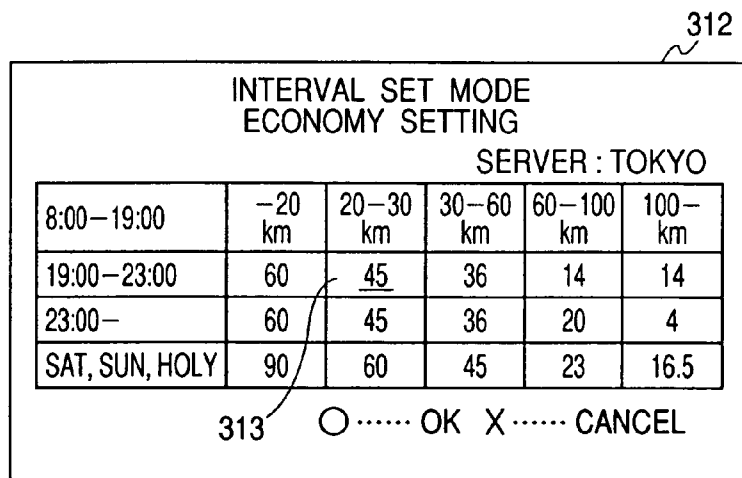 312
INTERVAL SET MODE
ECONOMY SETTING
SERVER : TOKYO
8:00−19:00 −20 km 20−30 km 30−60 km 60−100 km 100− km
19:00−23:00 60 45 36 14 14
23:00− 60 45 36 20 4
SAT, SUN, HOLY 90 60 45 23 16.5
313 ○ ...... OK X ...... CANCEL